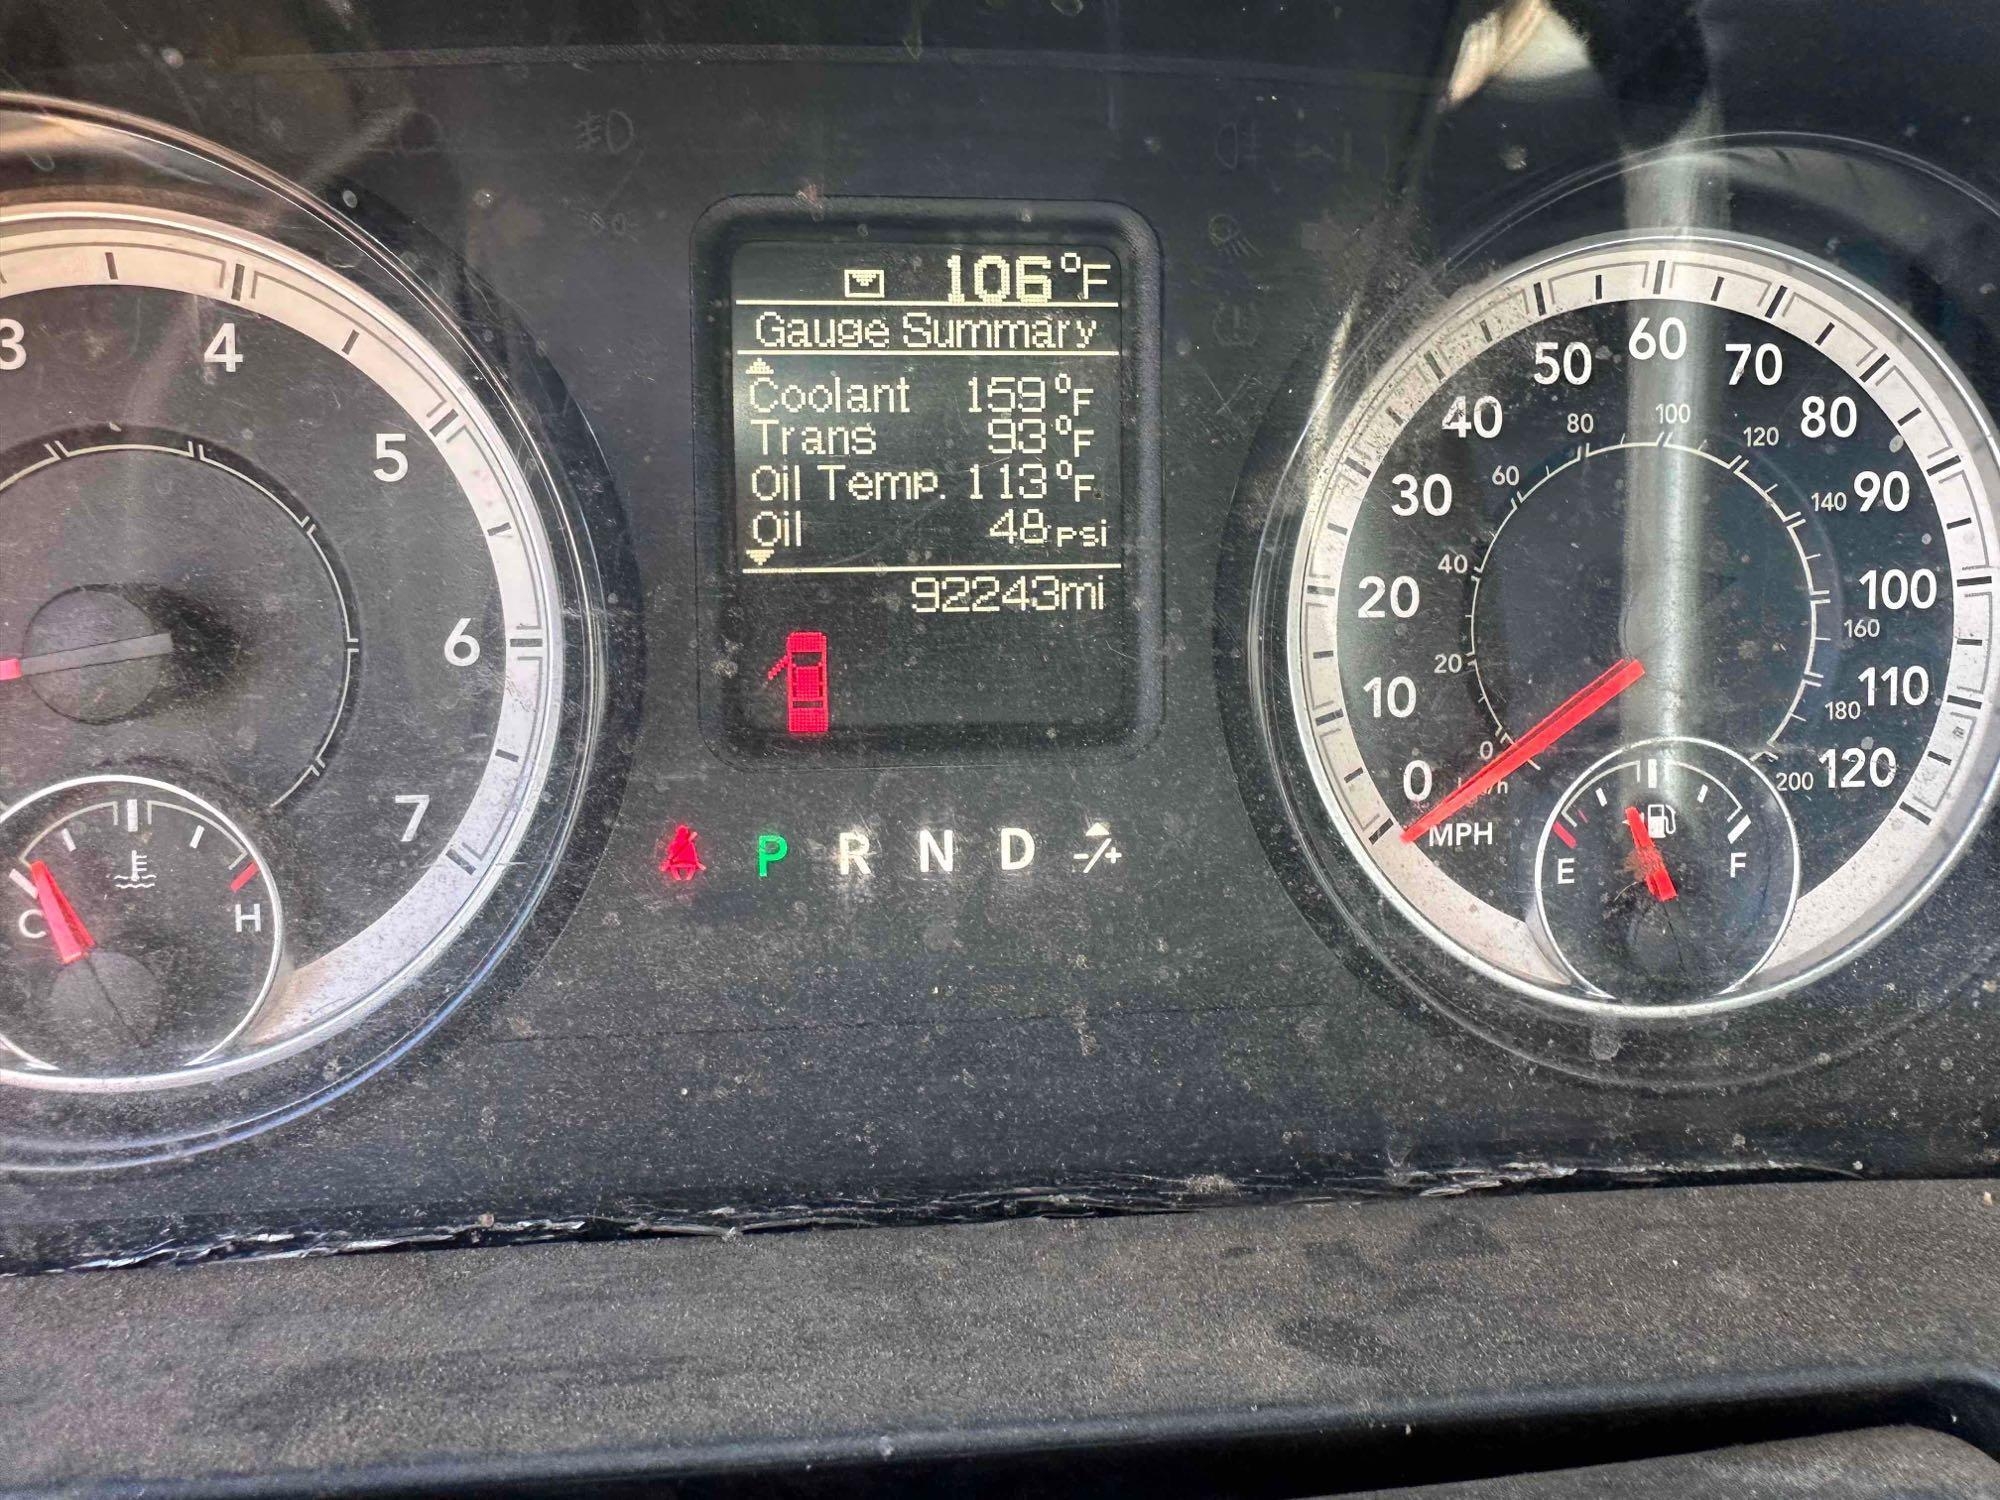 106°F
Gauge Summary
Coolant 159°F
Trans 93°F
Oil Temp. 113°F
Oil 48psi
92243mi
3 4 5 6 7
C H
P R N D -/+
0 10 20 30 40 50 60 70 80 90 100 110 120
MPH
0 20 40 60 80 100 120 140 160 180 200
E F